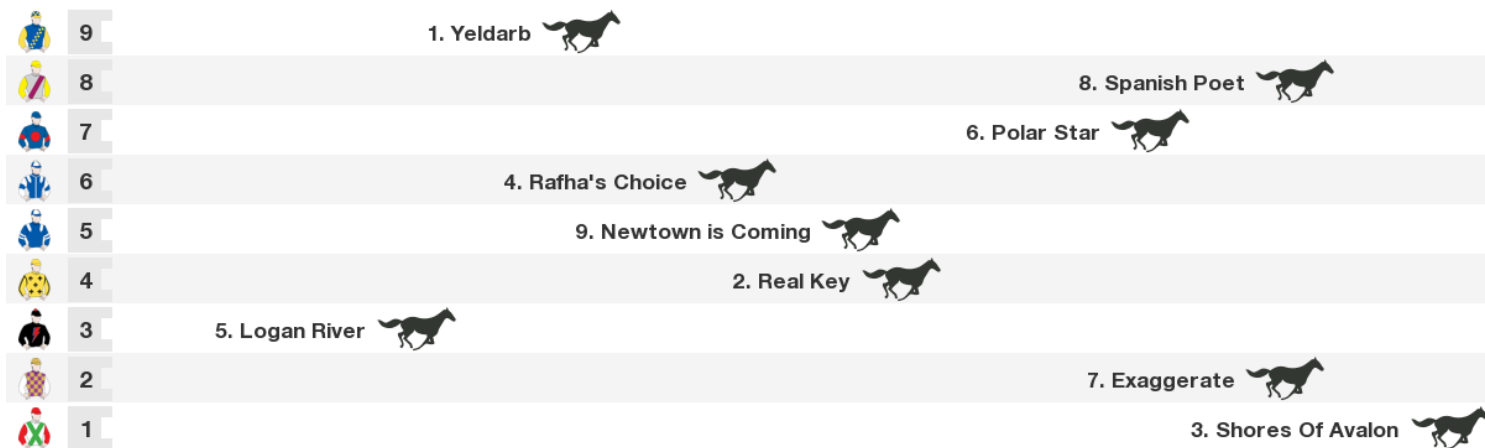 9 1. Yeldarb
8 8. Spanish Poet
7 6. Polar Star
6 4. Rafha's Choice
5 9. Newtown is Coming
4 2. Real Key
3 5. Logan River
2 7. Exaggerate
1 3. Shores Of Avalon